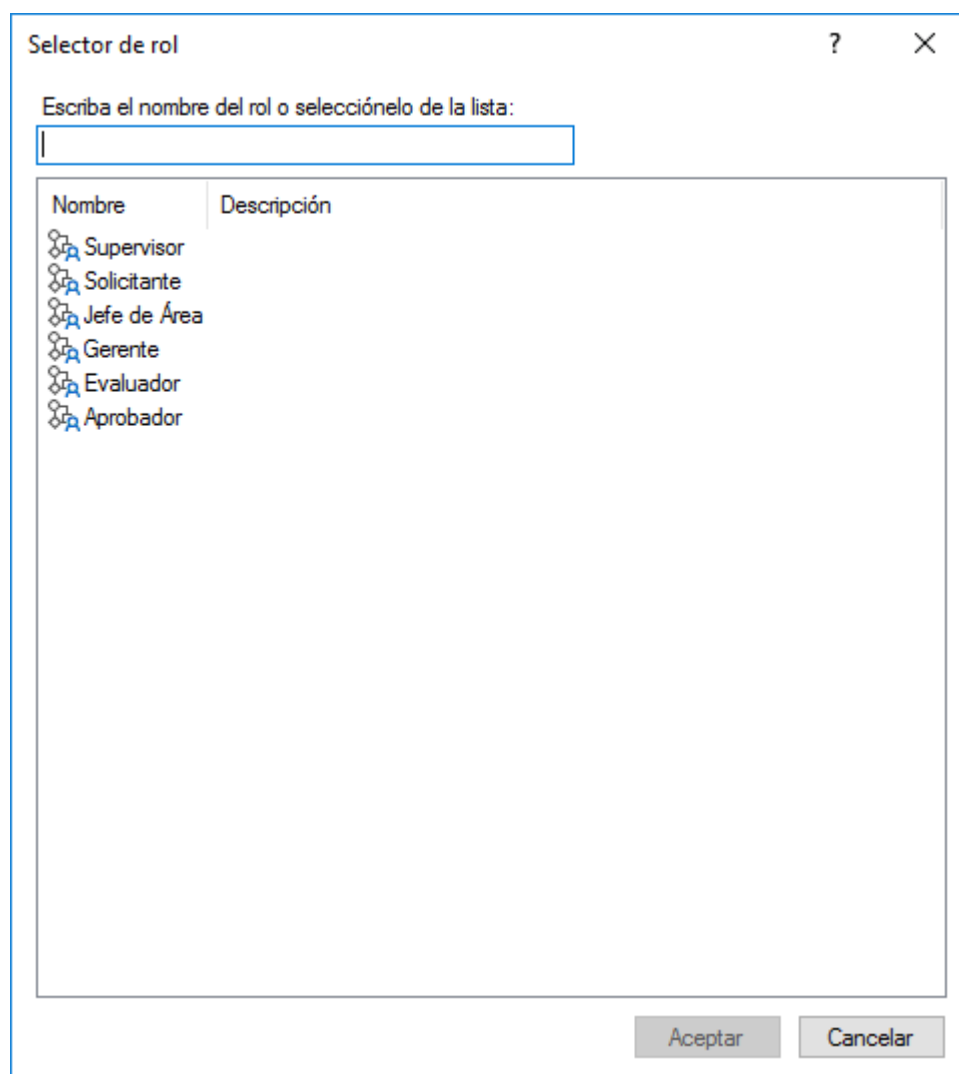 Selector de rol ? ×
Escriba el nombre del rol o selecciónelo de la lista:
Nombre Descripción
Supervisor
Solicitante
Jefe de Área
Gerente
Evaluador
Aprobador
Aceptar Cancelar